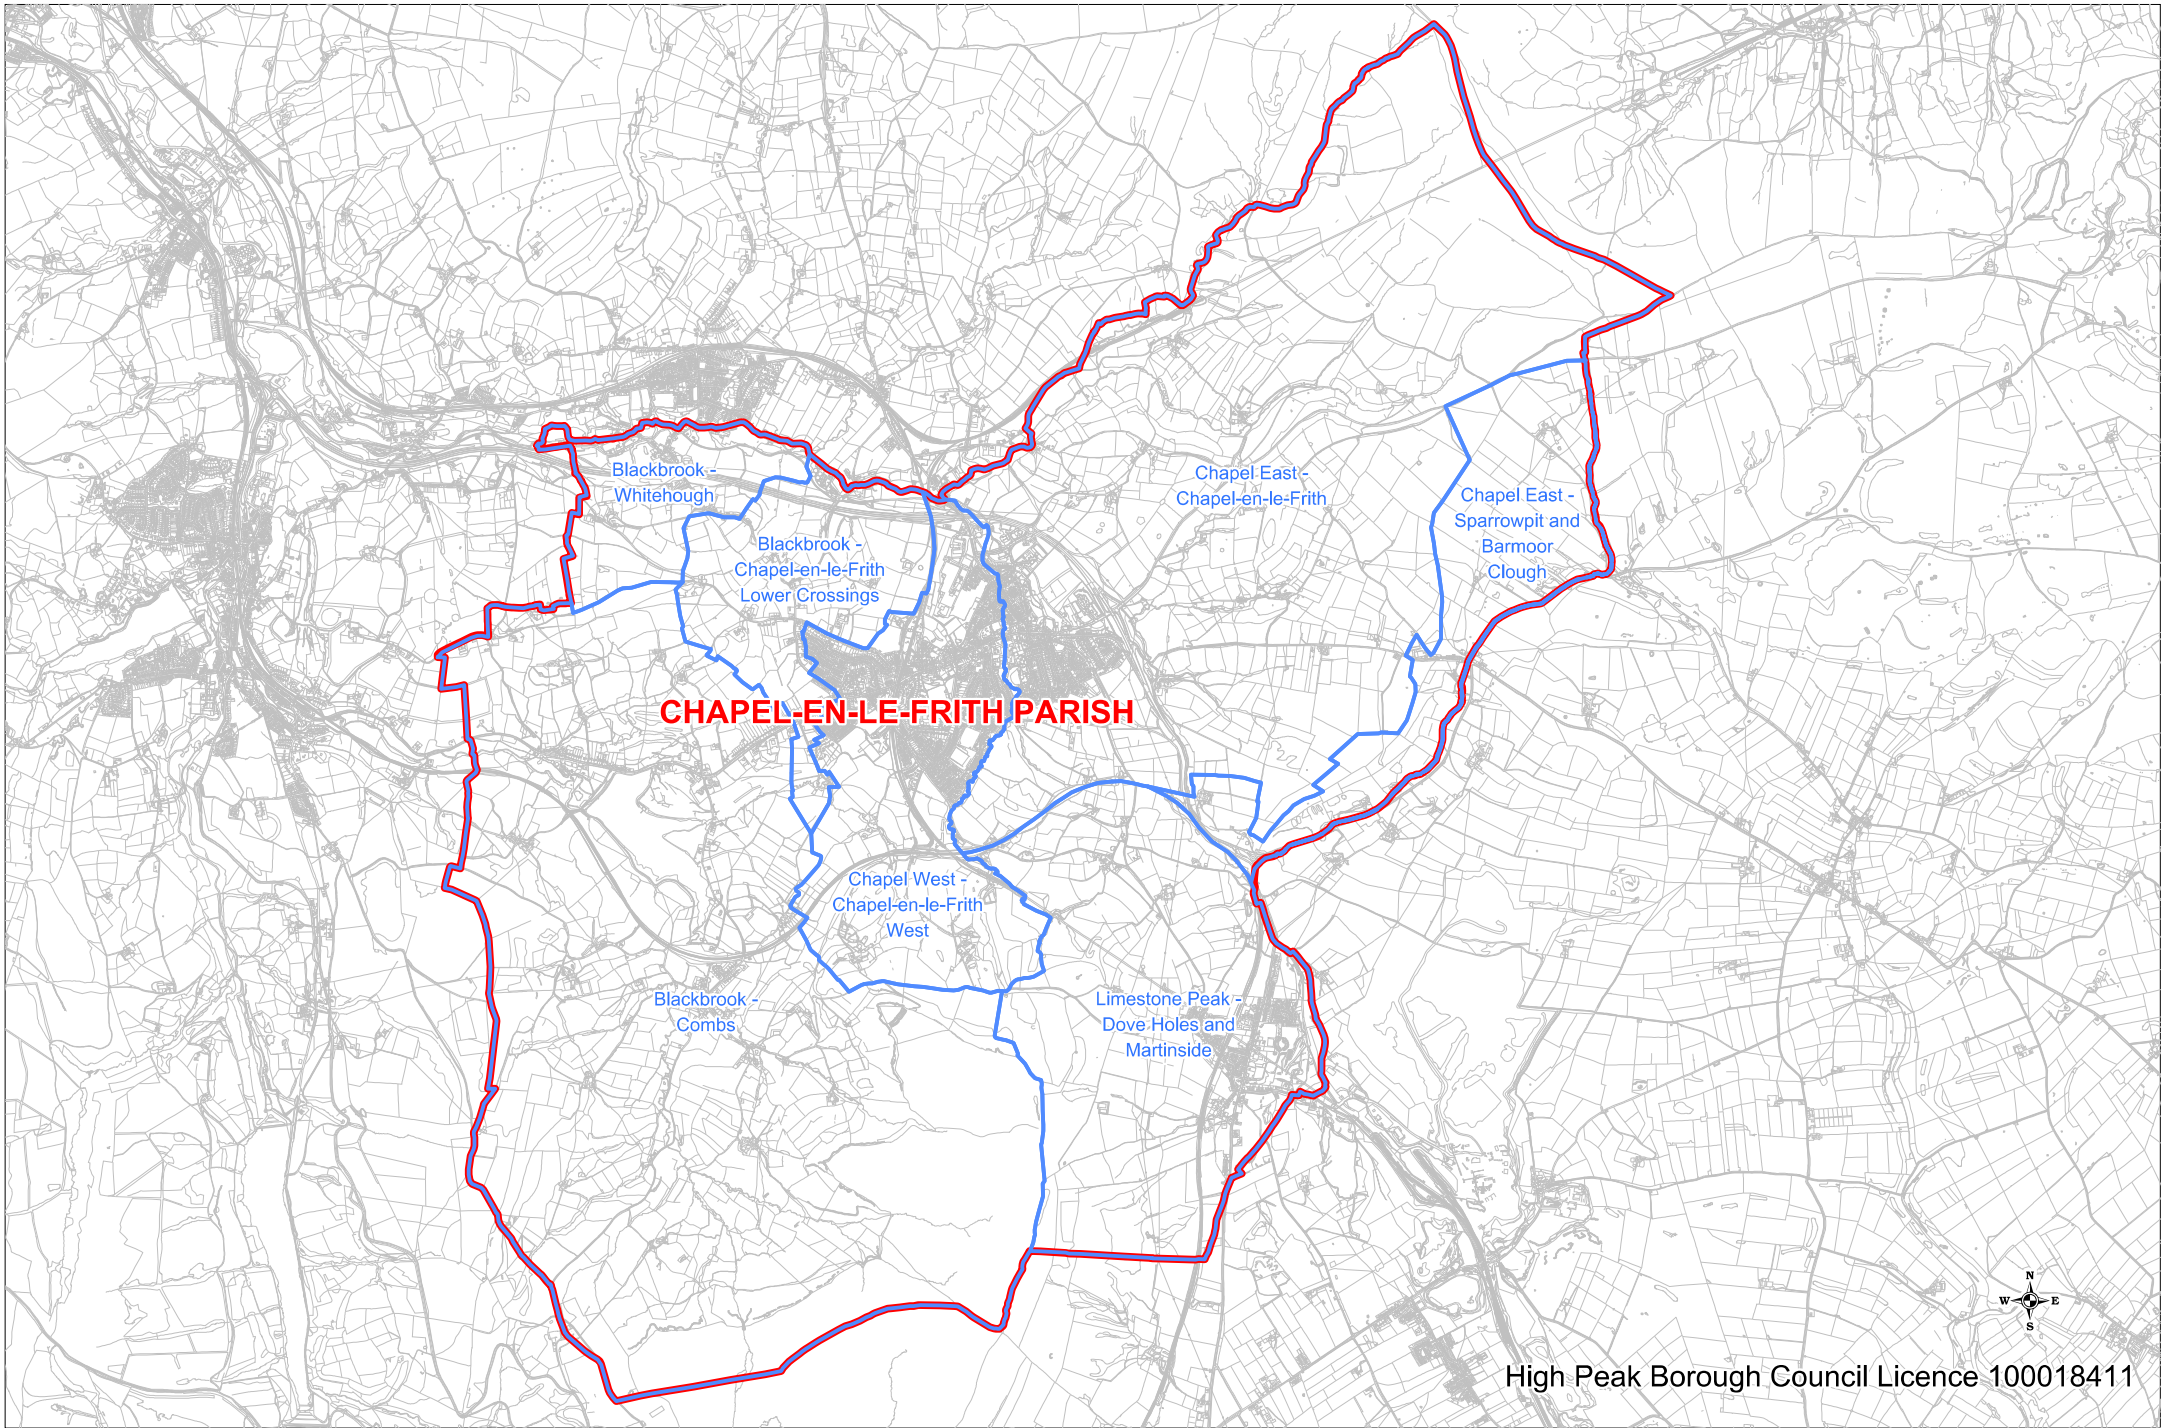 Blackbrook -
Whitehough
Chapel East -
Chapel-en-le-Frith
Chapel East -
Sparrowpit and
Barmoor
Clough
Blackbrook -
Chapel-en-le-Frith
Lower Crossings
CHAPEL-EN-LE-FRITH PARISH
Chapel West -
Chapel-en-le-Frith
West
Blackbrook -
Combs
Limestone Peak -
Dove Holes and
Martinside
N
W E
S
High Peak Borough Council Licence 100018411